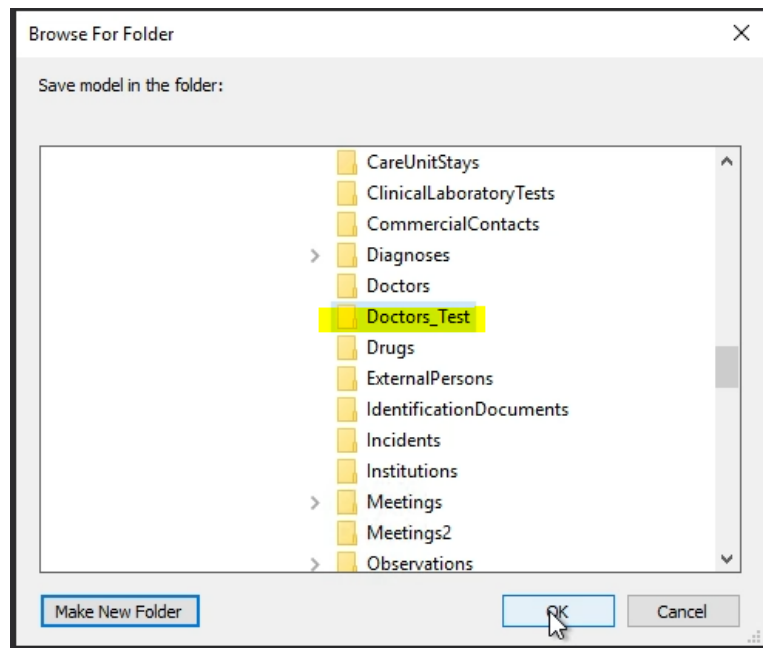 Browse For Folder
Save model in the folder:
CareUnitStays
ClinicalLaboratoryTests
CommercialContacts
Diagnoses
Doctors
Doctors_Test
Drugs
ExternalPersons
IdentificationDocuments
Incidents
Institutions
Meetings
Meetings2
Observations
Make New Folder OK Cancel